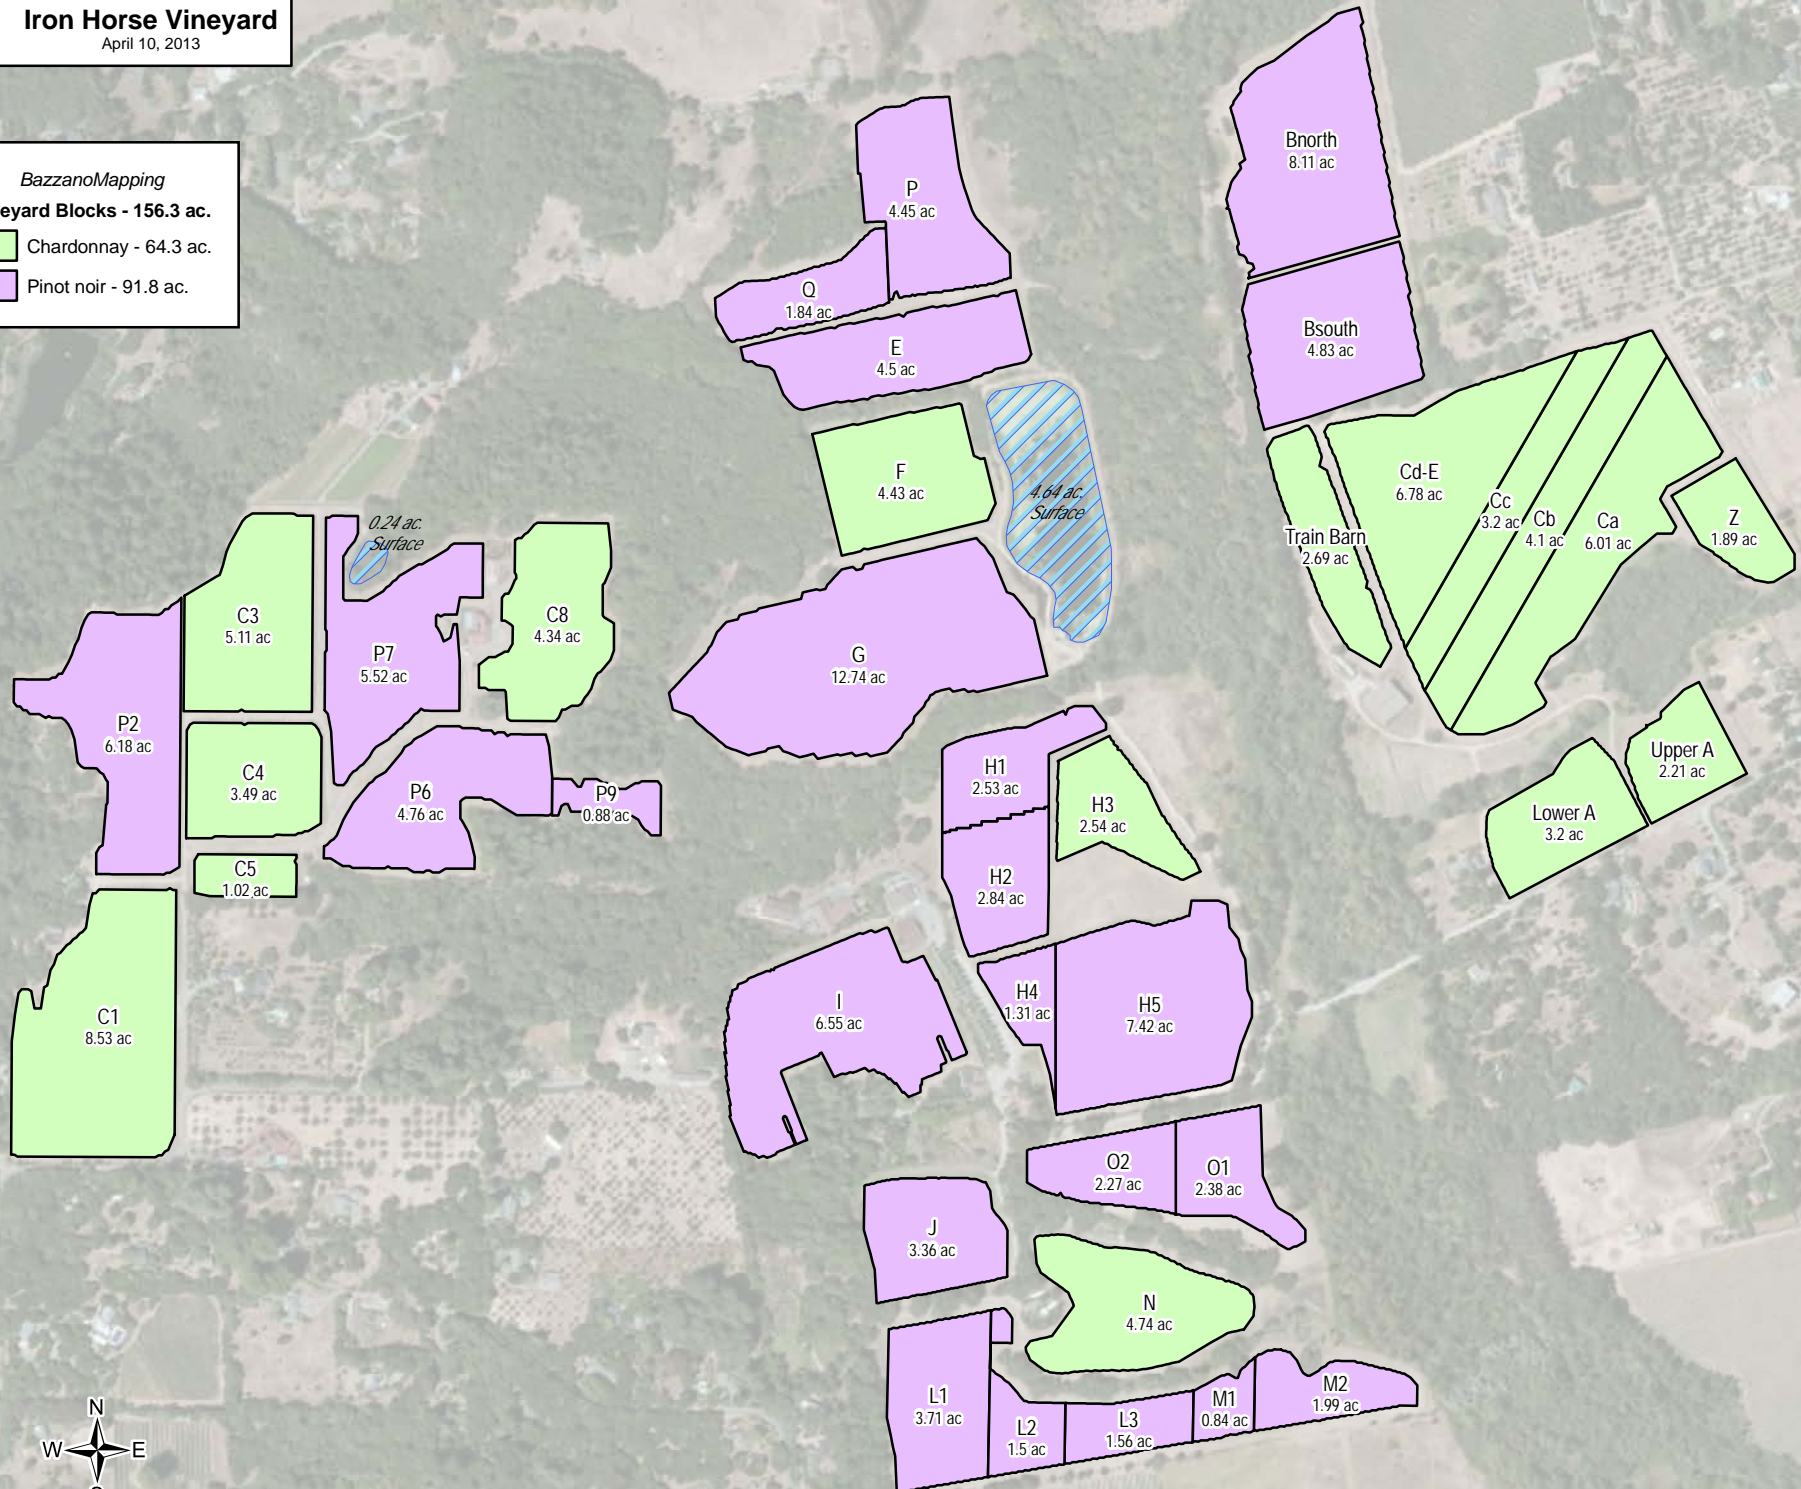 Iron Horse Vineyard
April 10, 2013
BazzanoMapping
eyard Blocks - 156.3 ac.
Chardonnay - 64.3 ac.
Pinot noir - 91.8 ac.
Bnorth
8.11 ac
P
4.45 ac
Q
1.84 ac
Bsouth
4.83 ac
E
4.5 ac
F
4.43 ac
4.64 ac.
Surface
Cd-E
6.78 ac
Cc
3.2 ac
Cb
4.1 ac
Ca
6.01 ac
Z
1.89 ac
Train Barn
2.69 ac
0.24 ac.
Surface
C3
5.11 ac
C8
4.34 ac
P7
5.52 ac
G
12.74 ac
P2
6.18 ac
C4
3.49 ac
P6
4.76 ac
P9
0.88 ac
H1
2.53 ac
H3
2.54 ac
Upper A
2.21 ac
Lower A
3.2 ac
C5
1.02 ac
H2
2.84 ac
C1
8.53 ac
I
6.55 ac
H4
1.31 ac
H5
7.42 ac
O2
2.27 ac
O1
2.38 ac
J
3.36 ac
N
4.74 ac
L1
3.71 ac
L2
1.5 ac
L3
1.56 ac
M1
0.84 ac
M2
1.99 ac
N
W E